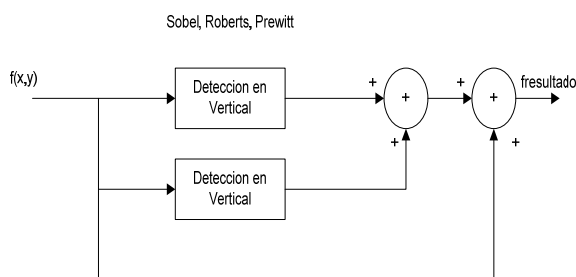 Sobel, Roberts, Prewitt
f(x,y)
Deteccion en
Vertical
+
+
+
+
fresultado
+
+
Deteccion en
Vertical